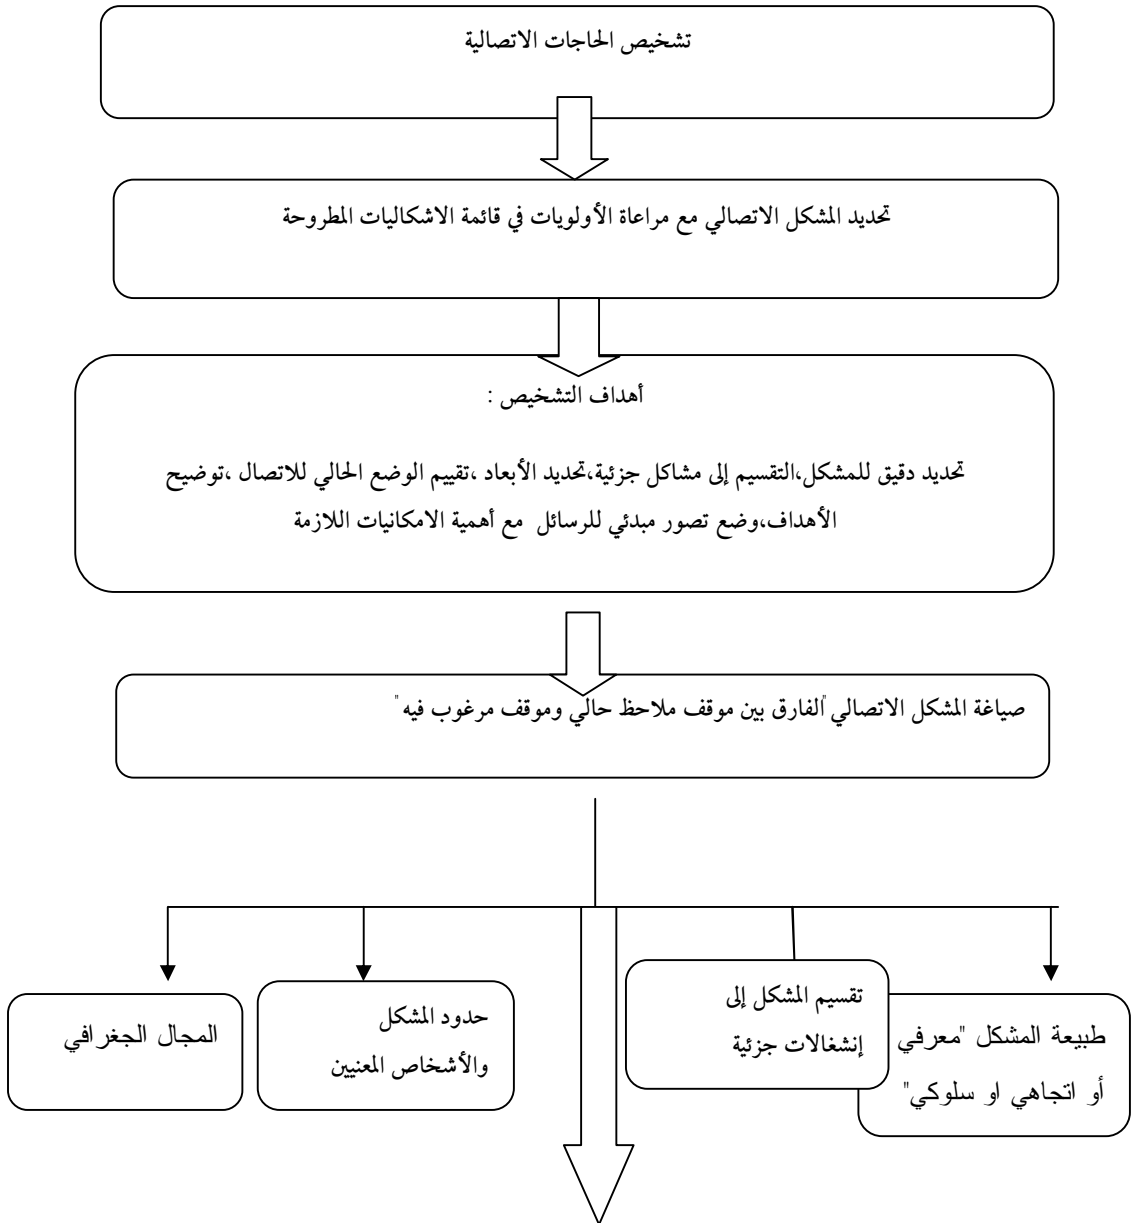 تشخيص الحاجات الاتصالية
تحديد المشكل الاتصالي مع مراعاة الأولويات في قائمة الاشكاليات المطروحة
أهداف التشخيص :
تحديد دقيق للمشكل،التقسيم إلى مشاكل جزئية،تحديد الأبعاد ،تقييم الوضع الحالي للاتصال ،توضيح
الأهداف،وضع تصور مبدئي للرسائل مع أهمية الامكانيات اللازمة
صياغة المشكل الاتصالي "الفارق بين موقف ملاحظ حالي وموقف مرغوب فيه "
طبيعة المشكل "معرفي
أو اتجاهي او سلوكي"
تقسيم المشكل إلى
إنشغالات جزئية
حدود المشكل
والأشخاص المعنيين
المجال الجغرافي